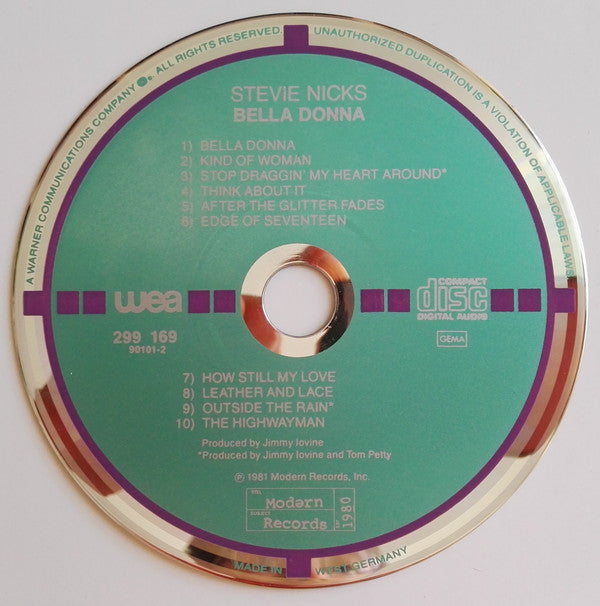 A WARNER COMMUNICATIONS COMPANY ALL RIGHTS RESERVED. UNAUTHORIZED DUPLICATION IS A VIOLATION OF APPLICABLE LAWS.
STEVIE NICKS
BELLA DONNA
1) BELLA DONNA
2) KIND OF WOMAN
3) STOP DRAGGIN' MY HEART AROUND*
4) THINK ABOUT IT
5) AFTER THE GLITTER FADES
6) EDGE OF SEVENTEEN
wea
COMPACT
disc
DIGITAL AUDIO
299 169
90101-2
GEMA
7) HOW STILL MY LOVE
8) LEATHER AND LACE
9) OUTSIDE THE RAIN*
10) THE HIGHWAYMAN
Produced by Jimmy Iovine
*Produced by Jimmy Iovine and Tom Petty
℗ 1981 Modern Records, Inc.
Modern
Records
1980
MADE IN WEST GERMANY